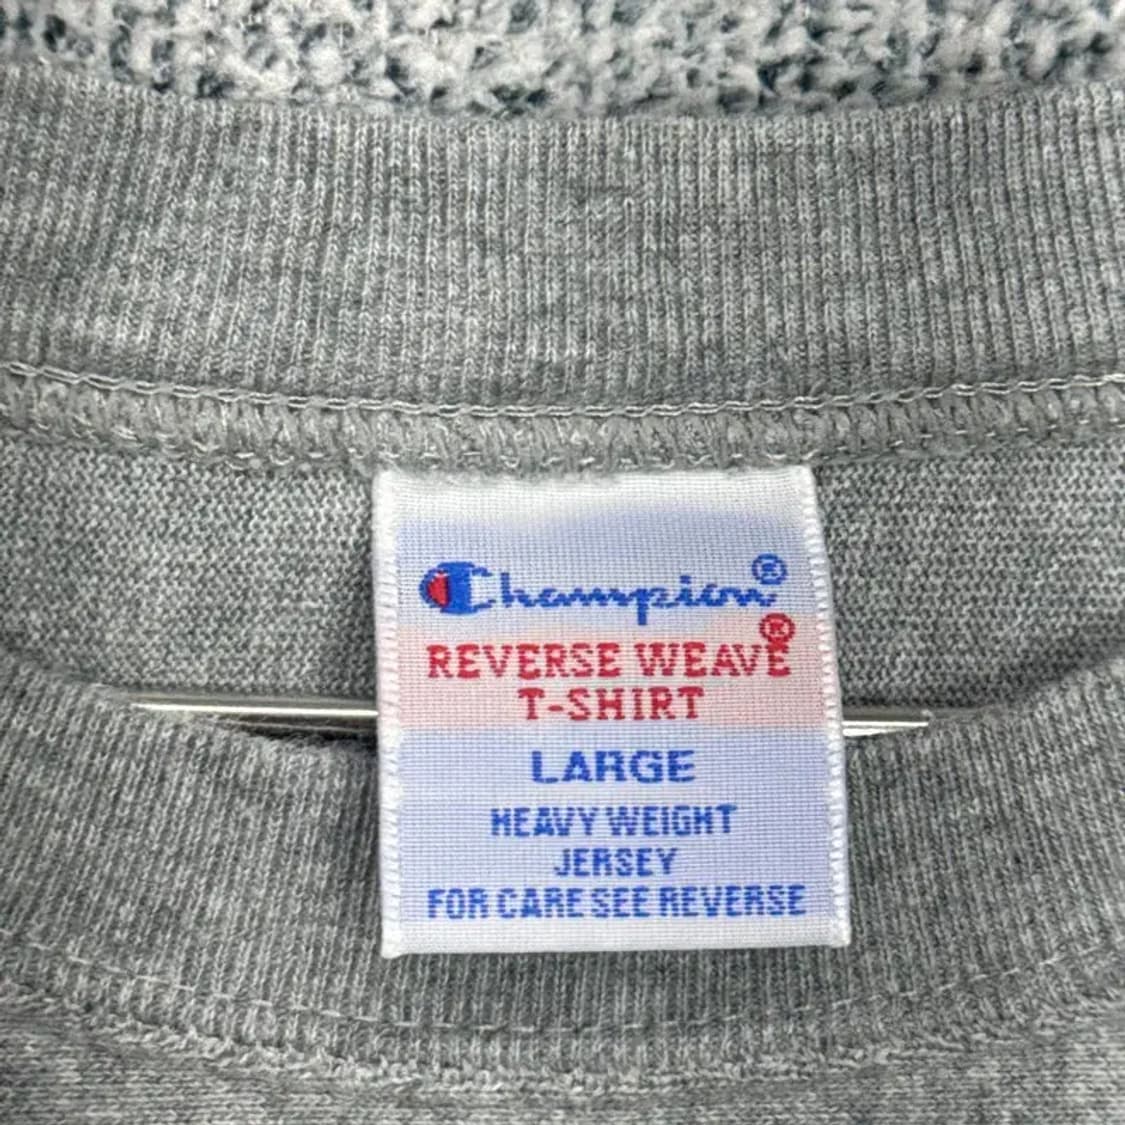 Champion®
REVERSE WEAVE®
T-SHIRT
LARGE
HEAVY WEIGHT
JERSEY
FOR CARE SEE REVERSE